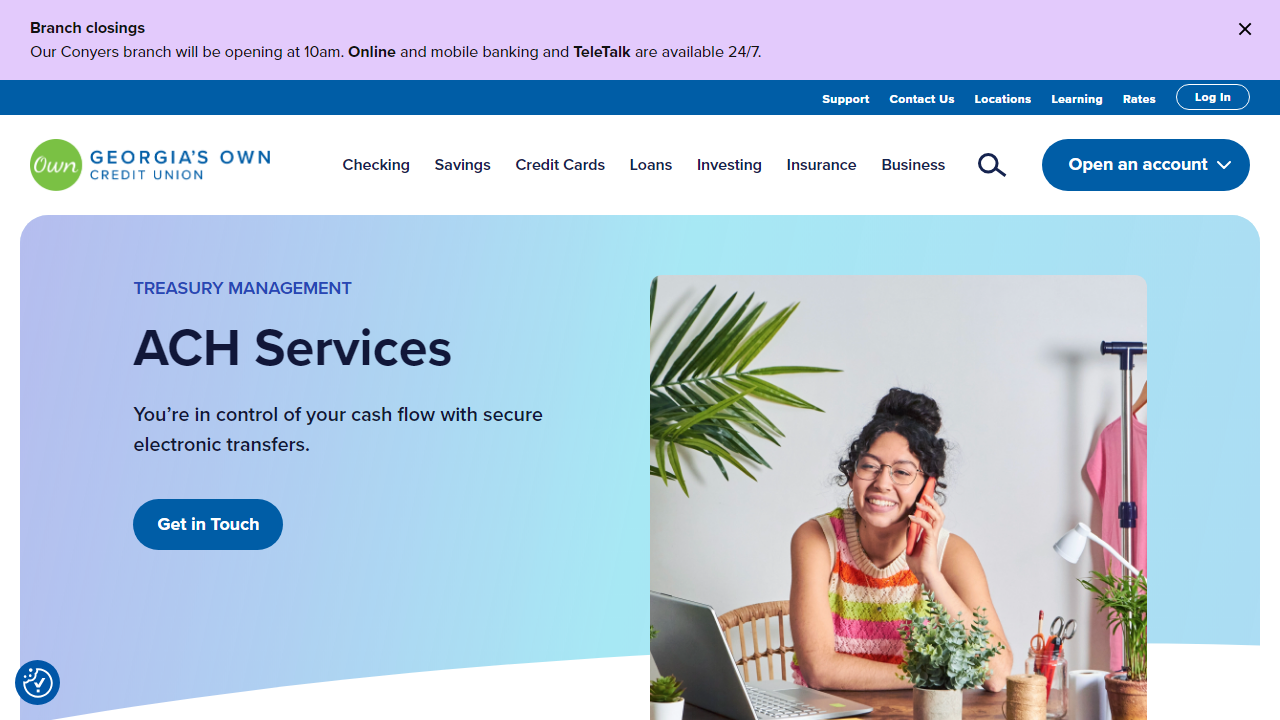 Branch closings
Our Conyers branch will be opening at 10am. Online and mobile banking and TeleTalk are available 24/7.
Support Contact Us Locations Learning Rates Log In
Own GEORGIA'S OWN
CREDIT UNION
Checking Savings Credit Cards Loans Investing Insurance Business Open an account
TREASURY MANAGEMENT
ACH Services
You’re in control of your cash flow with secure
electronic transfers.
Get in Touch